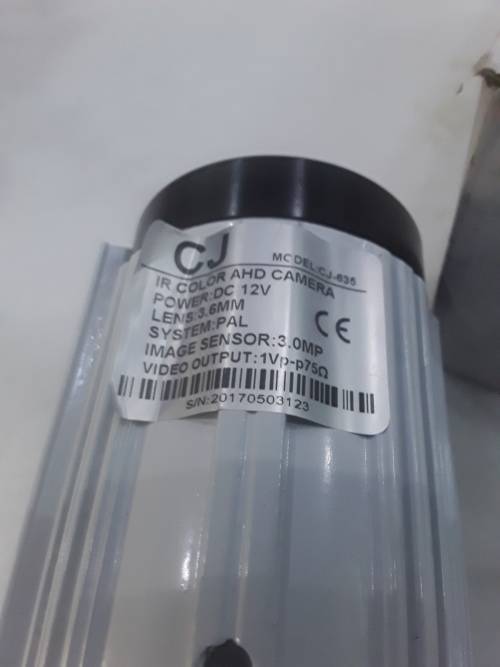 CJ MODEL:CJ-635
IR COLOR AHD CAMERA
POWER:DC 12V
LENS:3.6MM
SYSTEM:PAL
CE
IMAGE SENSOR:3.0MP
VIDEO OUTPUT:1Vp-p75Ω
S/N:20170503123